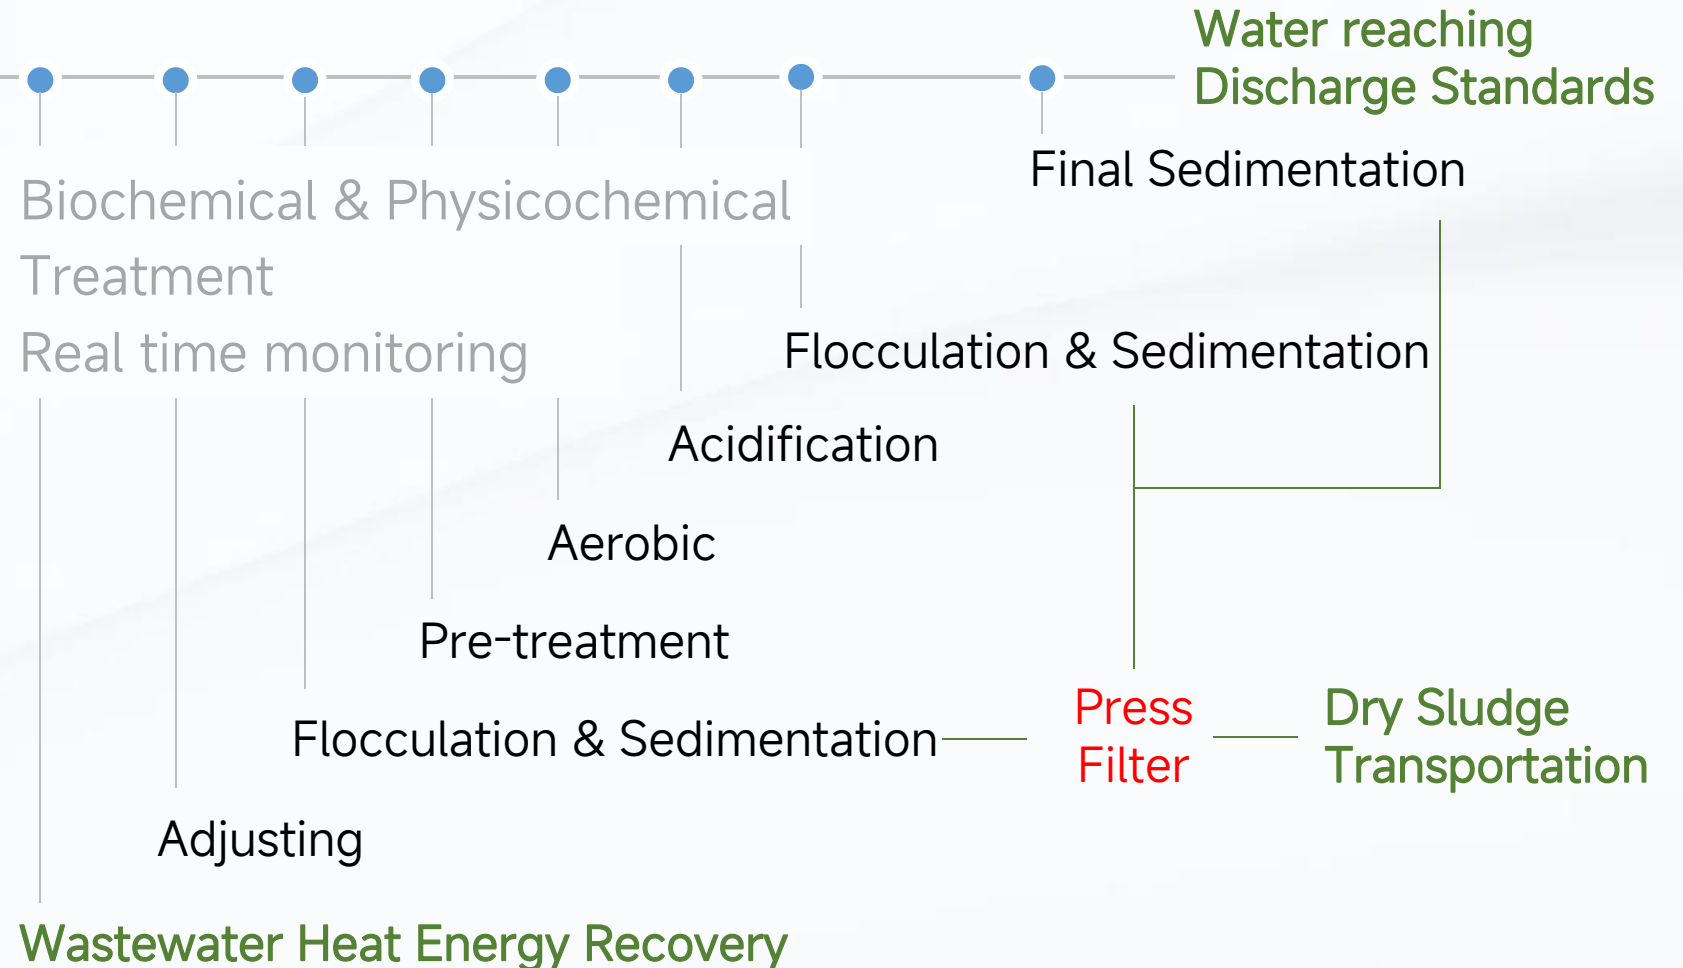 Water reaching
Discharge Standards
Final Sedimentation
Biochemical & Physicochemical
Treatment
Real time monitoring
Flocculation & Sedimentation
Acidification
Aerobic
Pre-treatment
Flocculation & Sedimentation
Press
Filter
Dry Sludge
Transportation
Adjusting
Wastewater Heat Energy Recovery